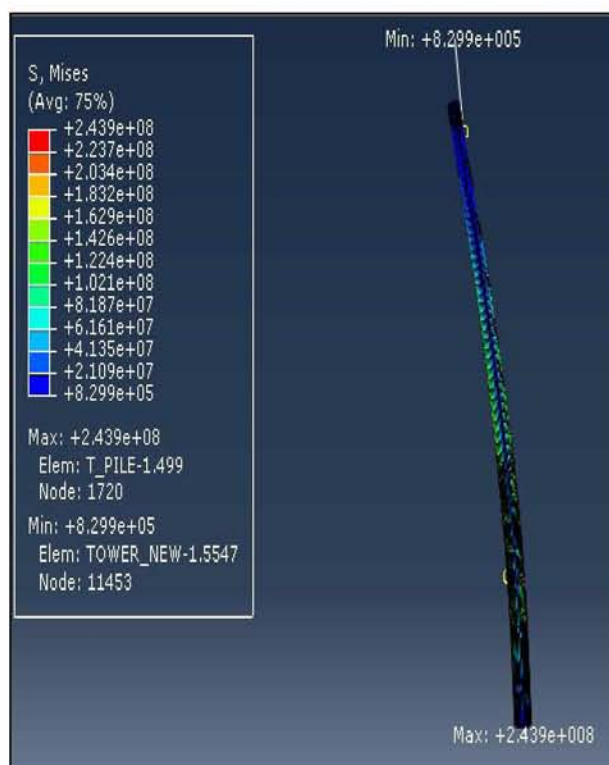 Min: +8.299e+005
S, Mises
(Avg: 75%)
+2.439e+08
+2.237e+08
+2.034e+08
+1.832e+08
+1.629e+08
+1.426e+08
+1.224e+08
+1.021e+08
+8.187e+07
+6.161e+07
+4.135e+07
+2.109e+07
+8.299e+05
Max: +2.439e+08
Elem: T_PILE-1.499
Node: 1720
Min: +8.299e+05
Elem: TOWER_NEW-1.5547
Node: 11453
Max: +2.439e+008